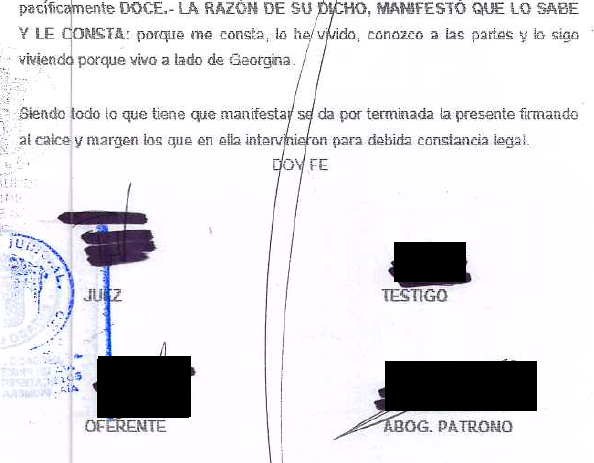 pacíficamente DOCE.- LA RAZÓN DE SU DICHO, MANIFESTÓ QUE LO SABE
Y LE CONSTA: porque me consta, lo he vivido, conozco a las partes y lo sigo
viviendo porque vivo a lado de Georgina.
Siendo todo lo que tiene que manifestar se da por terminada la presente firmando
al calce y margen los que en ella intervinieron para debida constancia legal.
DOY FE
JUEZ
TESTIGO
OFERENTE
ABOG. PATRONO